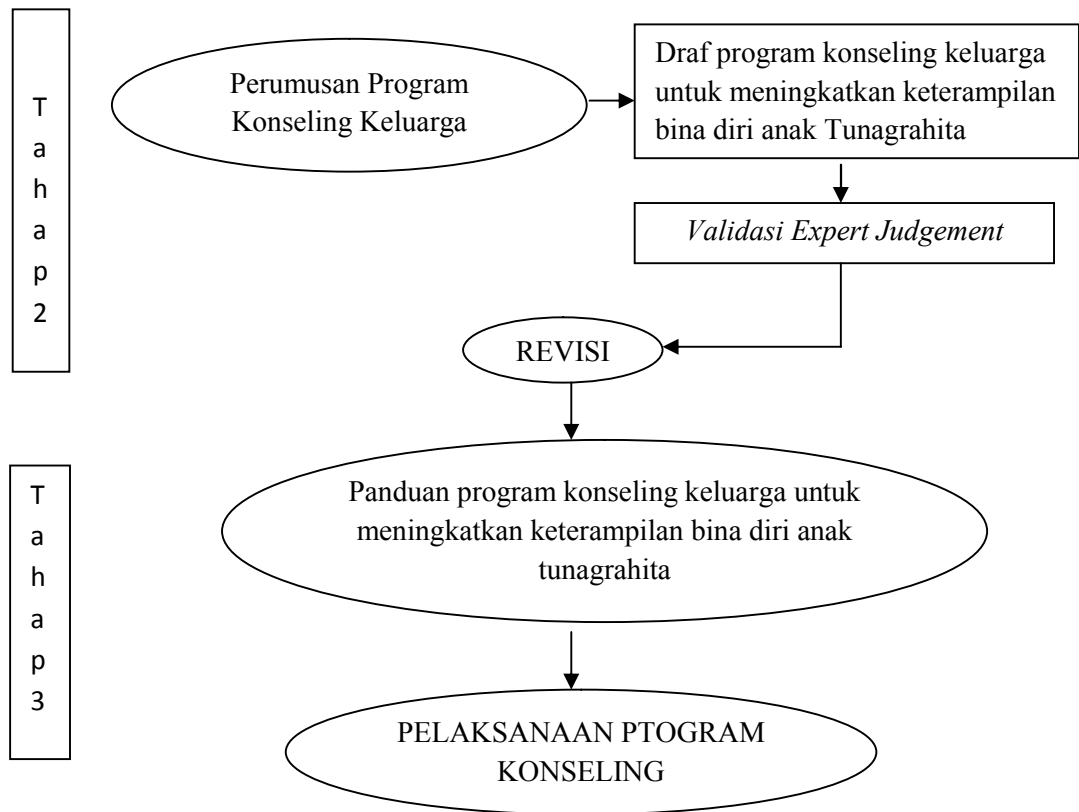 T
a
h
a
p
2
Perumusan Program
Konseling Keluarga
Draf program konseling keluarga
untuk meningkatkan keterampilan
bina diri anak Tunagrahita
Validasi Expert Judgement
REVISI
T
a
h
a
p
3
Panduan program konseling keluarga untuk
meningkatkan keterampilan bina diri anak
tunagrahita
PELAKSANAAN PTOGRAM
KONSELING